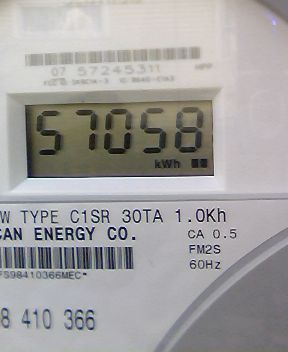 07 57245311
57058
kWh
W TYPE C1SR 30TA 1.0Kh
CAN ENERGY CO.
CA 0.5
FM2S
60Hz
FS98410366MEC*
8 410 366